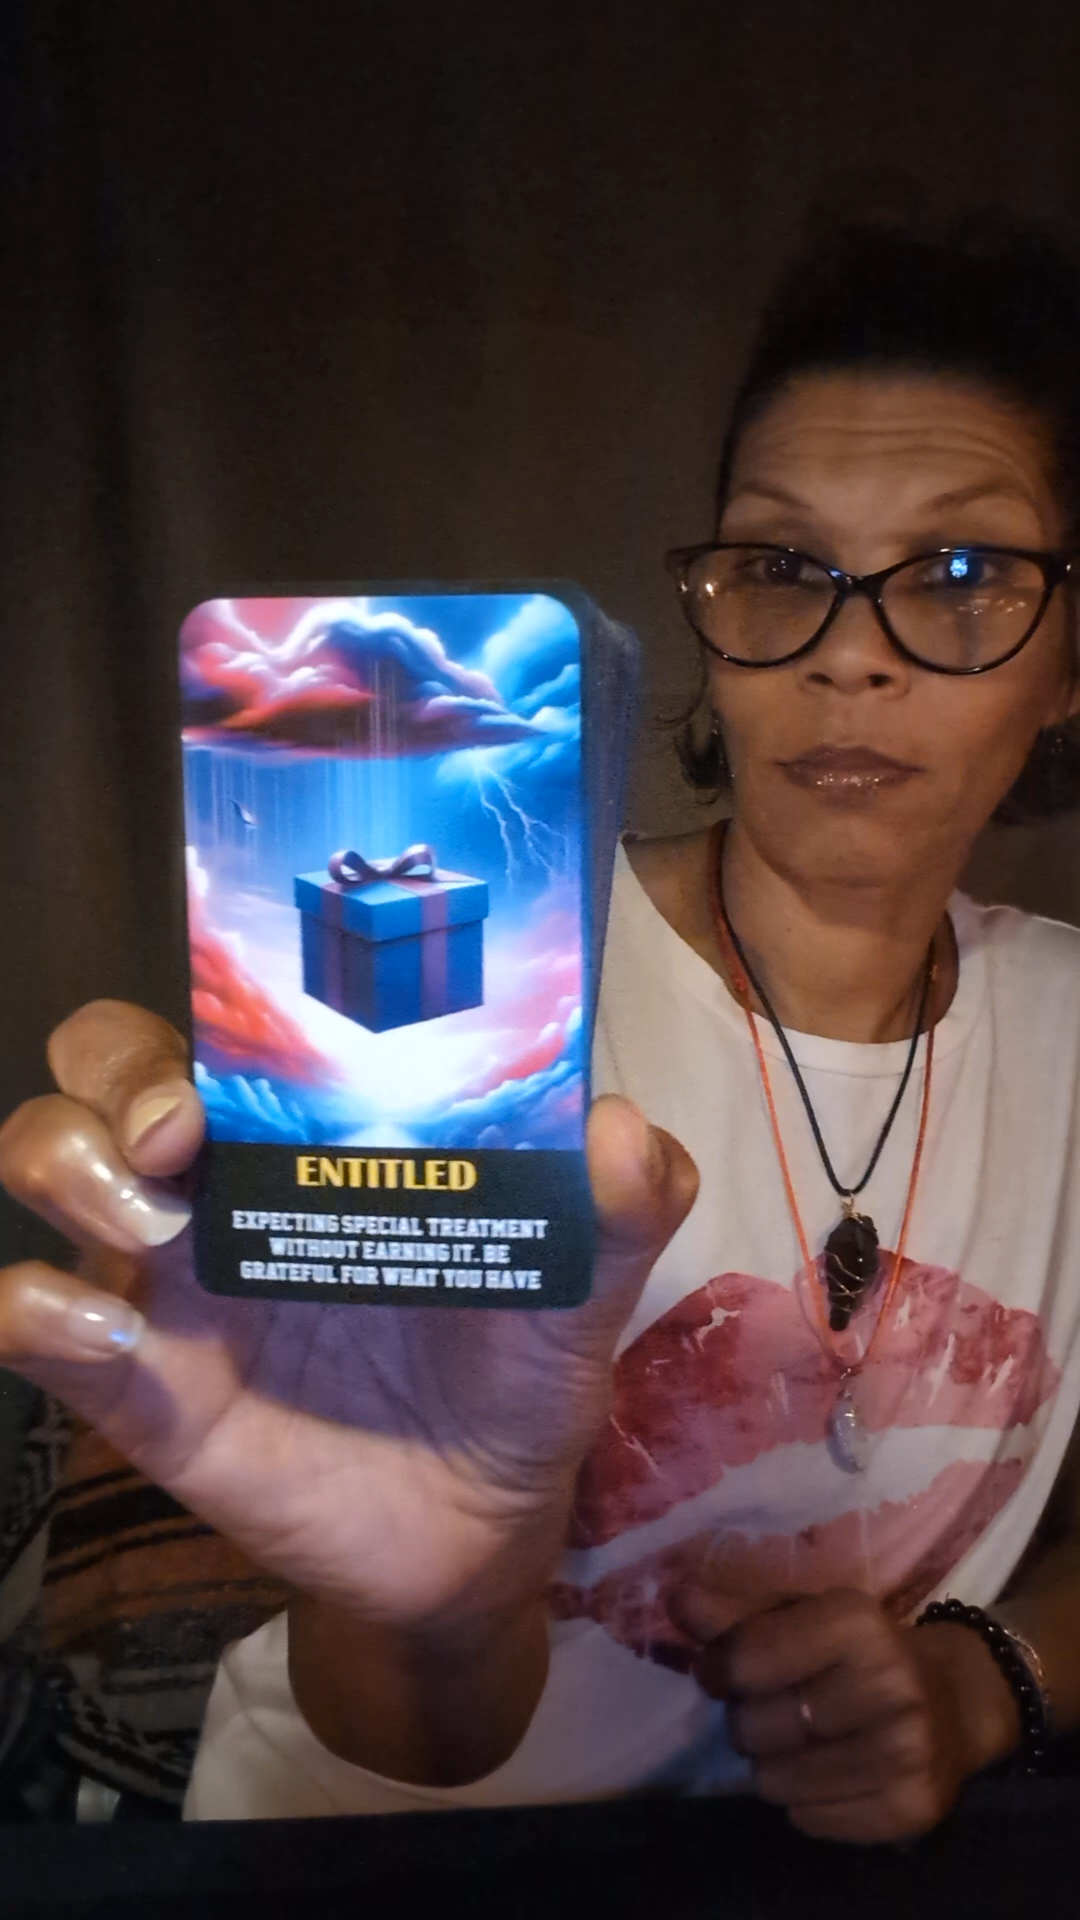 ENTITLED
EXPECTING SPECIAL TREATMENT
WITHOUT EARNING IT. BE
GRATEFUL FOR WHAT YOU HAVE